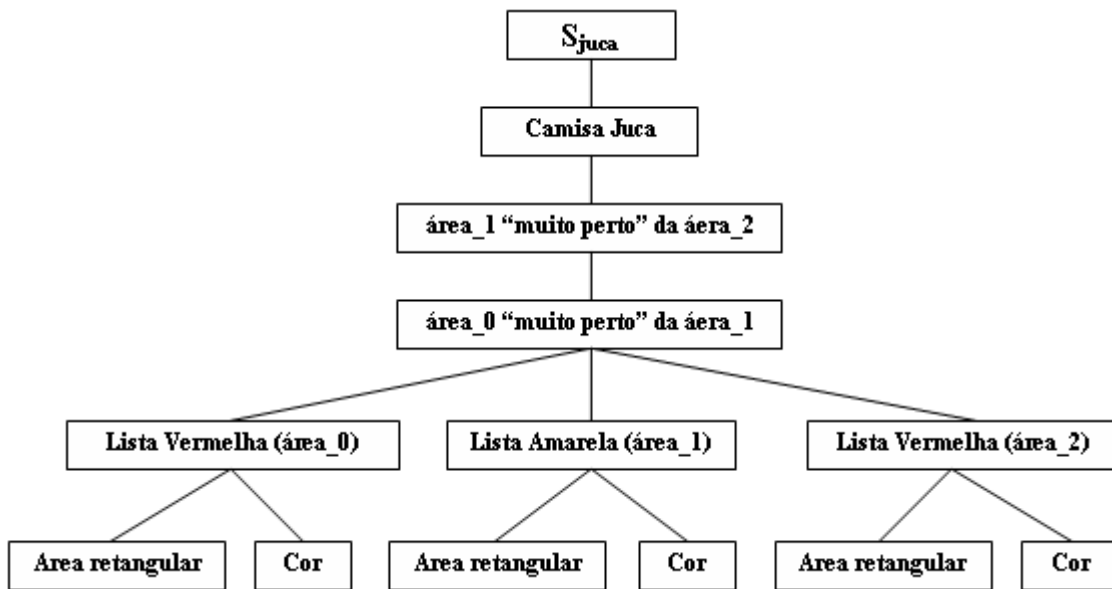 Sjuca
Camisa Juca
área_1 “muito perto” da áera_2
área_0 “muito perto” da áera_1
Lista Vermelha (área_0)
Lista Amarela (área_1)
Lista Vermelha (área_2)
Area retangular
Cor
Area retangular
Cor
Area retangular
Cor